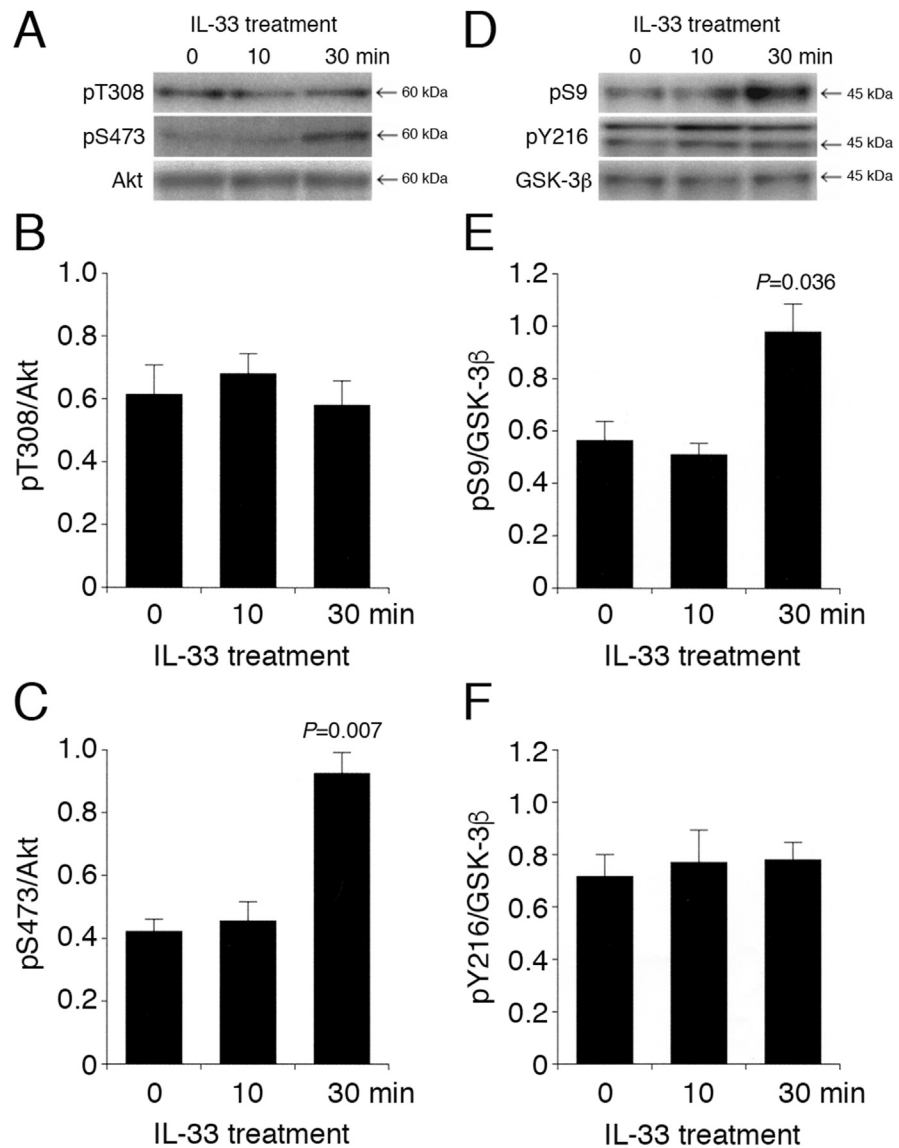 A
IL-33 treatment
0 10 30 min
pT308 ← 60 kDa
pS473 ← 60 kDa
Akt ← 60 kDa
D
IL-33 treatment
0 10 30 min
pS9 ← 45 kDa
pY216 ← 45 kDa
GSK-3β ← 45 kDa
B
1.0
0.8
0.6
0.4
0.2
0
pT308/Akt
0 10 30 min
IL-33 treatment
E
1.2
1.0
0.8
0.6
0.4
0.2
0
pS9/GSK-3β
P=0.036
0 10 30 min
IL-33 treatment
C
1.0
0.8
0.6
0.4
0.2
0
pS473/Akt
P=0.007
0 10 30 min
IL-33 treatment
F
1.2
1.0
0.8
0.6
0.4
0.2
0
pY216/GSK-3β
0 10 30 min
IL-33 treatment